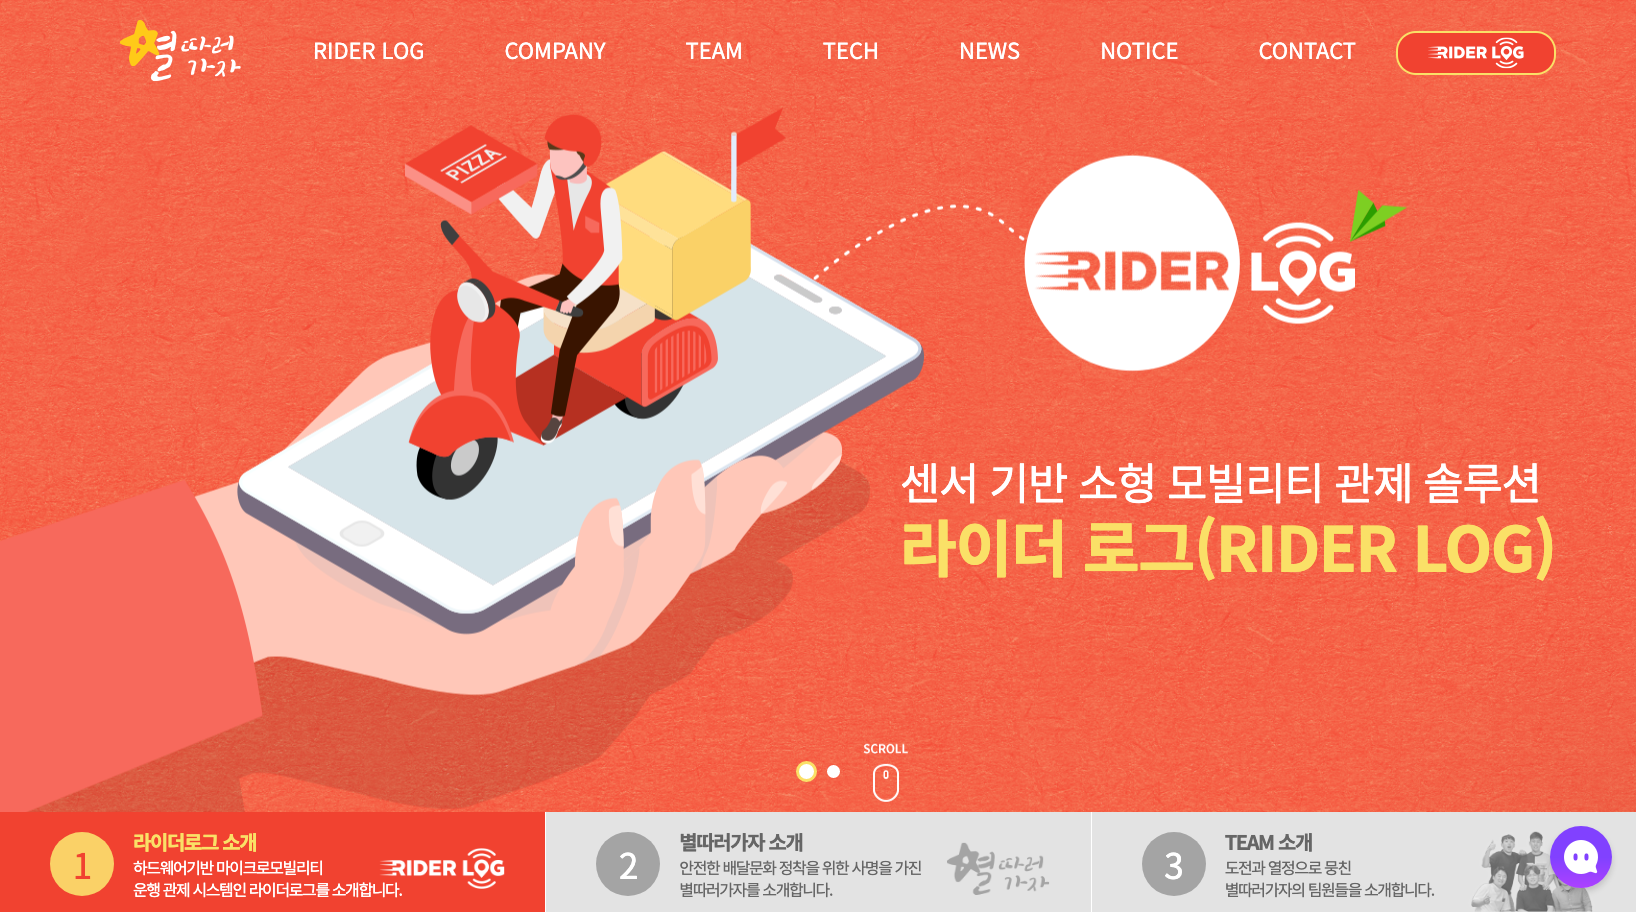 별따러
가자
RIDER LOG
COMPANY
TEAM
TECH
NEWS
NOTICE
CONTACT
RIDER LOG
PIZZA
RIDER LOG
센서 기반 소형 모빌리티 관제 솔루션
라이더 로그(RIDER LOG)
SCROLL
1
라이더로그 소개
하드웨어기반 마이크로모빌리티
운행 관제 시스템인 라이더로그를 소개합니다.
RIDER LOG
2
별따러가자 소개
안전한 배달문화 정착을 위한 사명을 가진
별따러가자를 소개합니다.
별따러
가자
3
TEAM 소개
도전과 열정으로 뭉친
별따러가자의 팀원들을 소개합니다.